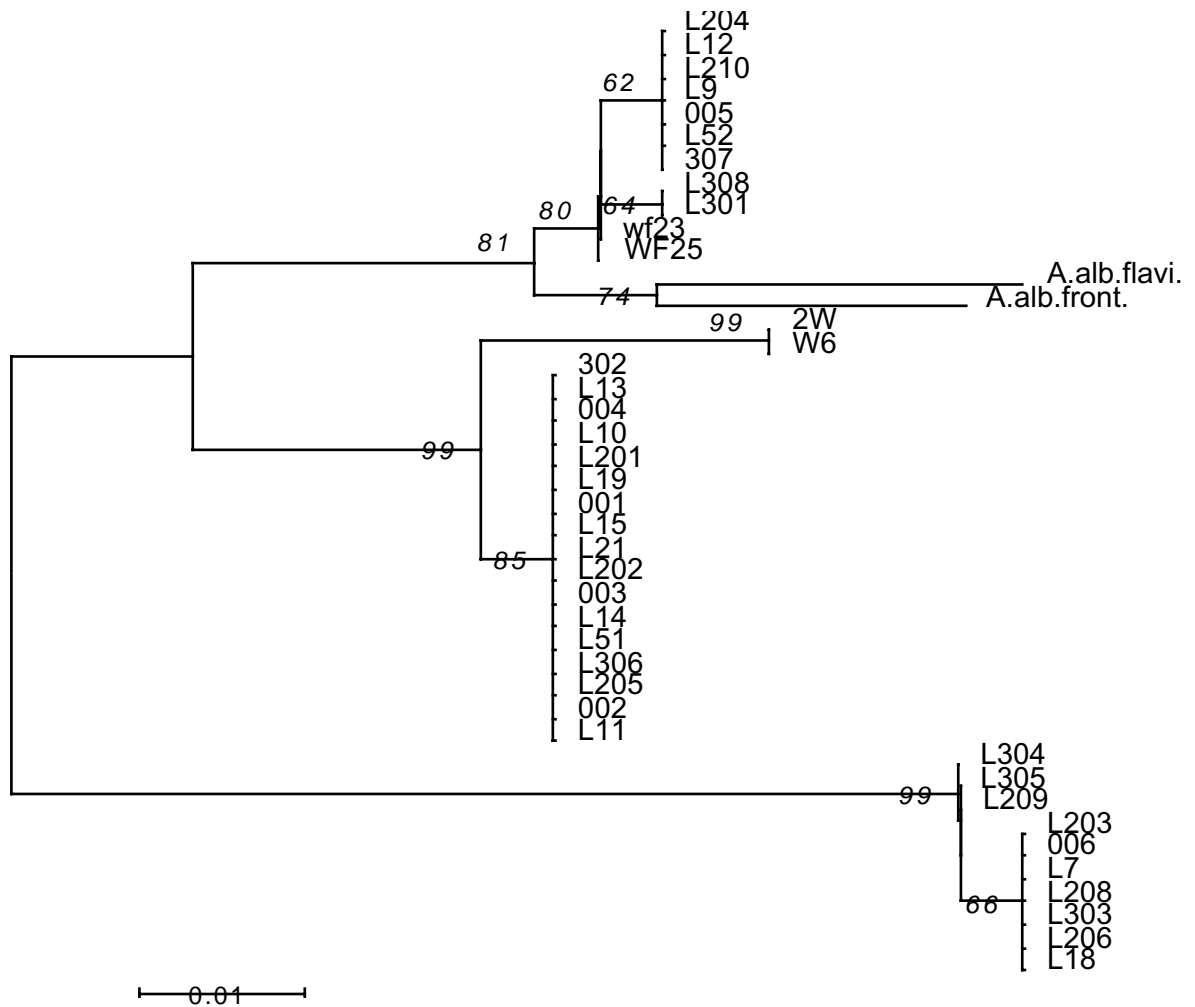 L204
L12
L210
62
L9
005
L52
307
L308
64
L301
80
wf23
81
WF25
A.alb.flavi.
74
A.alb.front.
99
2W
W6
302
L13
004
L10
99
L201
L19
001
L15
L21
85
L202
003
L14
L51
L306
L205
002
L11
L304
L305
99
L209
L203
006
L7
L208
66
L303
L206
L18
0.01